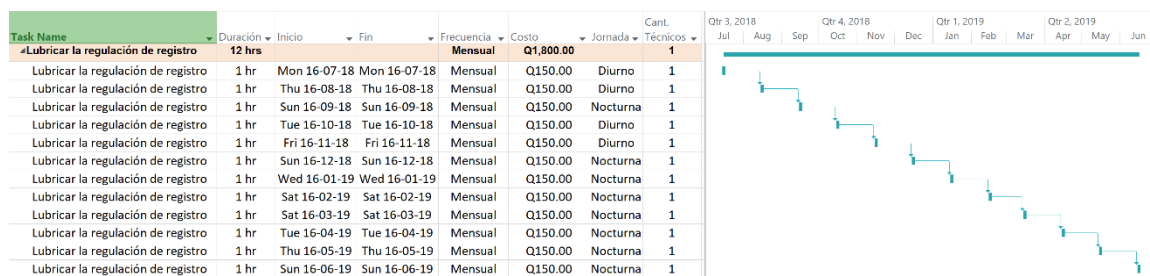 Cant. Qtr 3, 2018 Qtr 4, 2018 Qtr 1, 2019 Qtr 2, 2019
Task Name Duración Inicio Fin Frecuencia Costo Jornada Técnicos Jul Aug Sep Oct Nov Dec Jan Feb Mar Apr May Jun
Lubricar la regulación de registro 12 hrs Mensual Q1,800.00 1
Lubricar la regulación de registro 1 hr Mon 16-07-18 Mon 16-07-18 Mensual Q150.00 Diurno 1
Lubricar la regulación de registro 1 hr Thu 16-08-18 Thu 16-08-18 Mensual Q150.00 Diurno 1
Lubricar la regulación de registro 1 hr Sun 16-09-18 Sun 16-09-18 Mensual Q150.00 Nocturna 1
Lubricar la regulación de registro 1 hr Tue 16-10-18 Tue 16-10-18 Mensual Q150.00 Diurno 1
Lubricar la regulación de registro 1 hr Fri 16-11-18 Fri 16-11-18 Mensual Q150.00 Diurno 1
Lubricar la regulación de registro 1 hr Sun 16-12-18 Sun 16-12-18 Mensual Q150.00 Nocturna 1
Lubricar la regulación de registro 1 hr Wed 16-01-19 Wed 16-01-19 Mensual Q150.00 Nocturna 1
Lubricar la regulación de registro 1 hr Sat 16-02-19 Sat 16-02-19 Mensual Q150.00 Nocturna 1
Lubricar la regulación de registro 1 hr Sat 16-03-19 Sat 16-03-19 Mensual Q150.00 Nocturna 1
Lubricar la regulación de registro 1 hr Tue 16-04-19 Tue 16-04-19 Mensual Q150.00 Nocturna 1
Lubricar la regulación de registro 1 hr Thu 16-05-19 Thu 16-05-19 Mensual Q150.00 Nocturna 1
Lubricar la regulación de registro 1 hr Sun 16-06-19 Sun 16-06-19 Mensual Q150.00 Nocturna 1